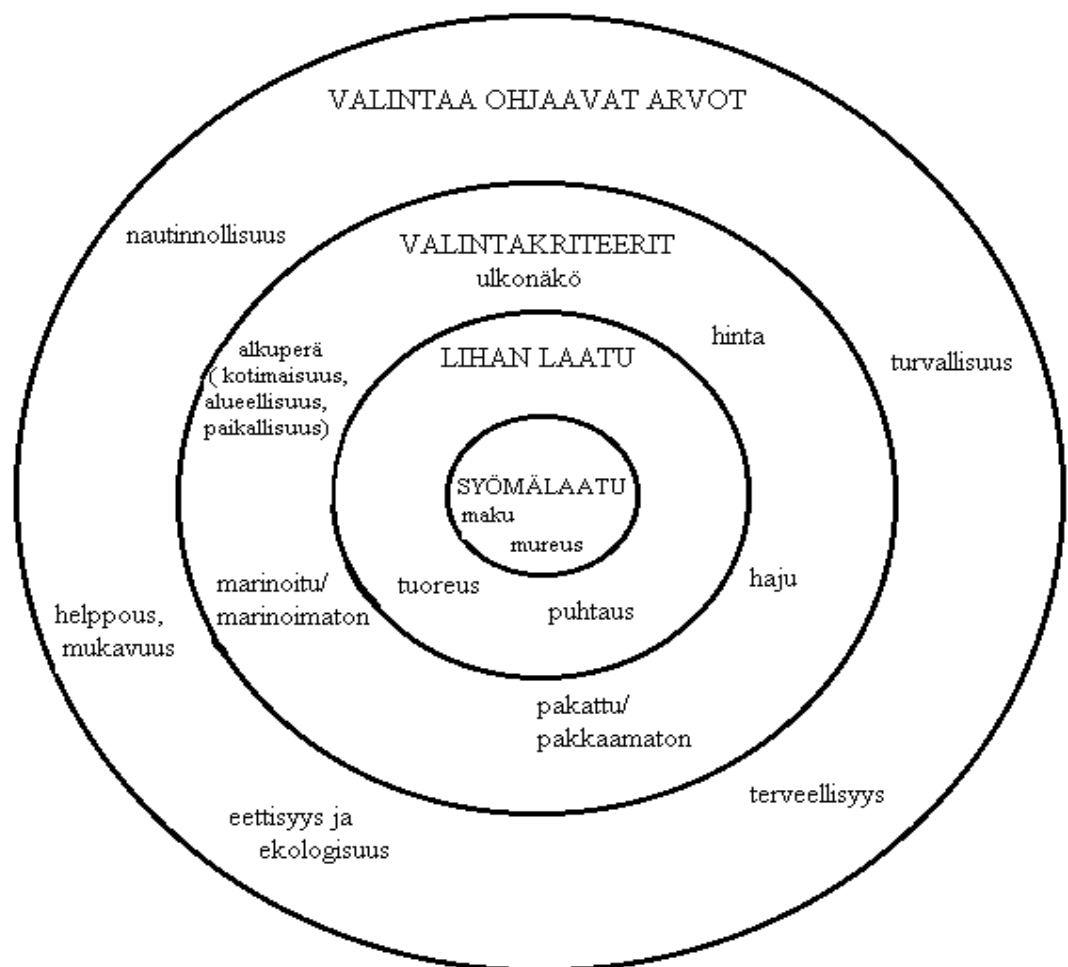 VALINTAA OHJAAVAT ARVOT
nautinnollisuus
VALINTAKRITEERIT
ulkonäkö
hinta
alkuperä
( kotimaisuus,
alueellisuus,
paikallisuus)
LIHAN LAATU
turvallisuus
SYÖMÄLAATU
maku
mureus
tuoreus
puhtaus
haju
marinoitu/
marinoimaton
helppous,
mukavuus
pakattu/
pakkaamaton
terveellisyys
eettisyys ja
ekologisuus